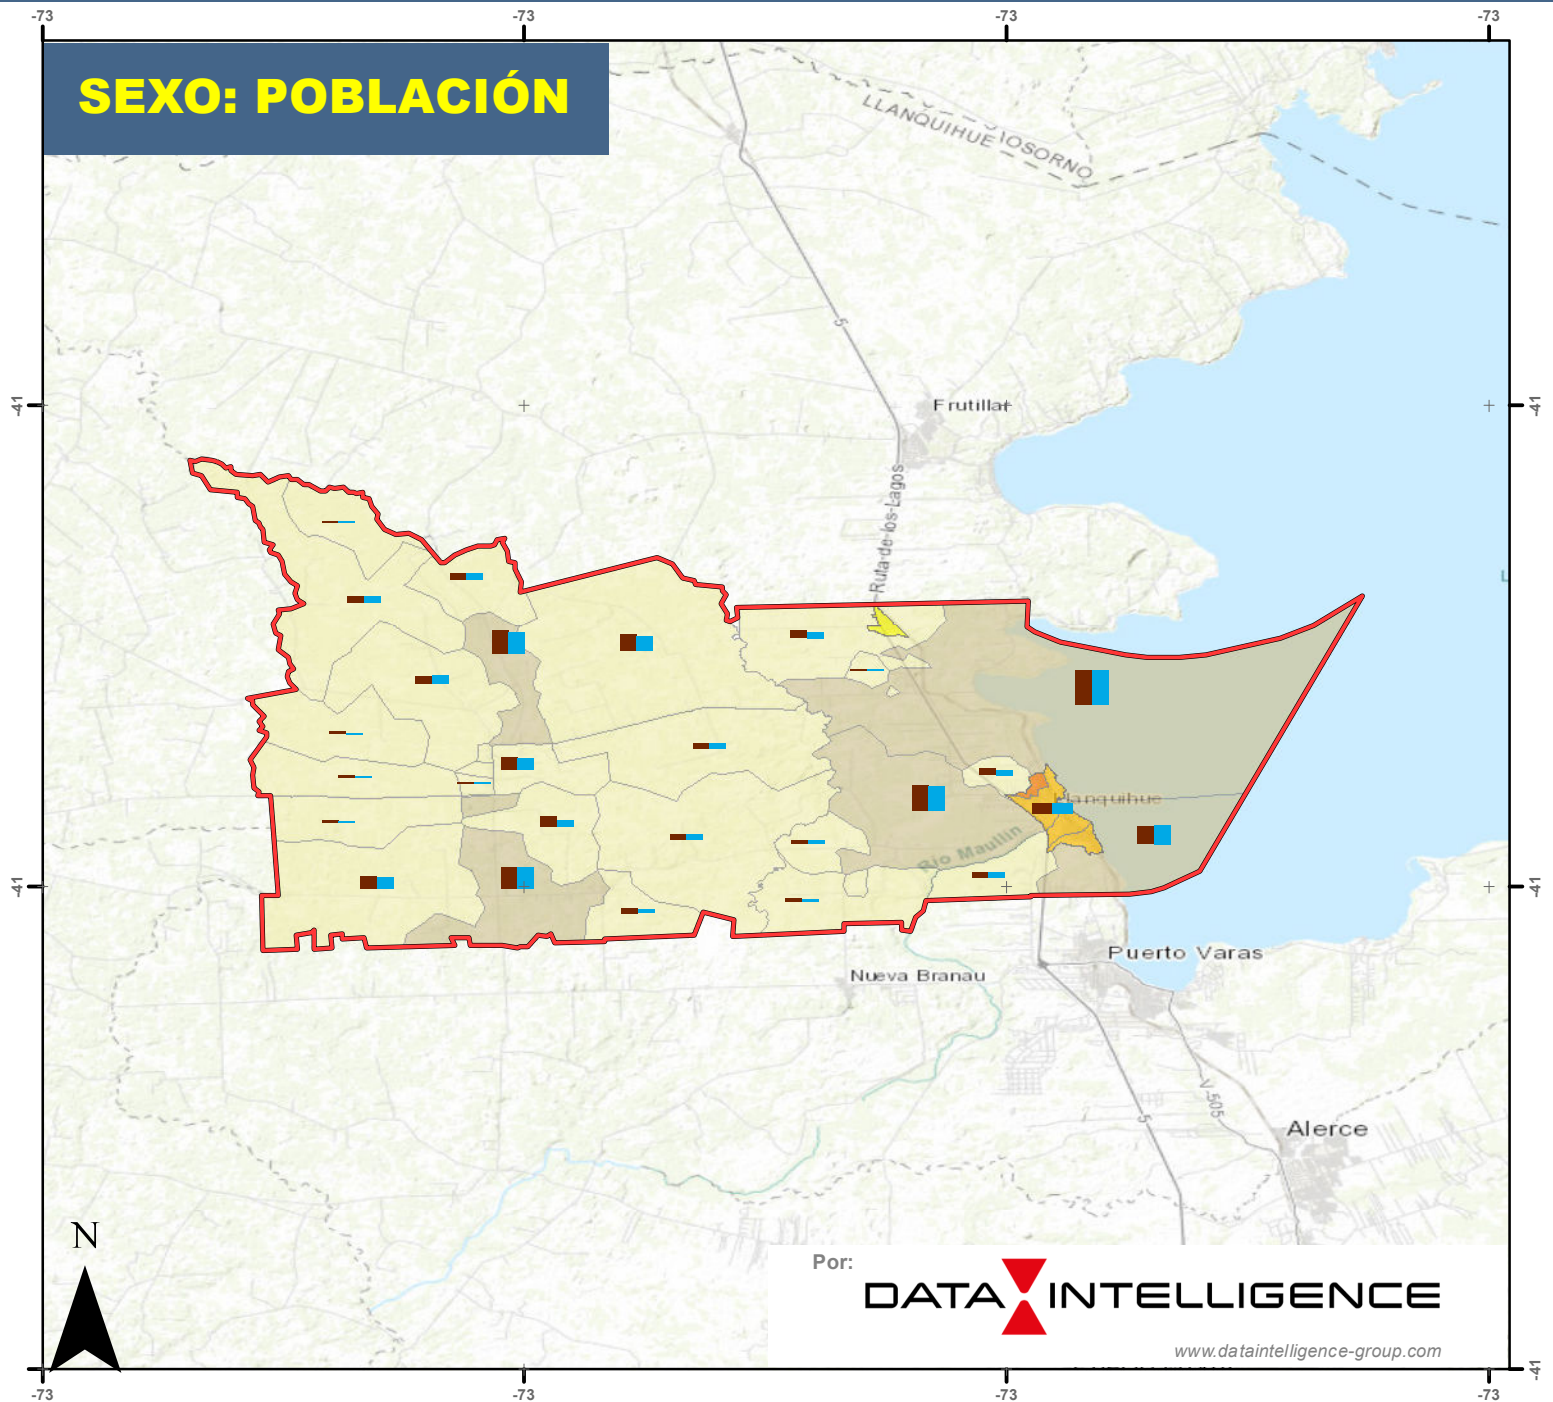 -73 -73 -73 -73
SEXO: POBLACIÓN
LLANQUIHUE
OSORNO
5
-41 -41
Frutillar
Ruta-de-los-Lagos
Llanquihue
Río Maullín
-41 -41
Puerto Varas
Nueva Branau
V-505
5
Alerce
N
Por:
DATA INTELLIGENCE
www.dataintelligence-group.com
-41
-73 -73 -73 -73